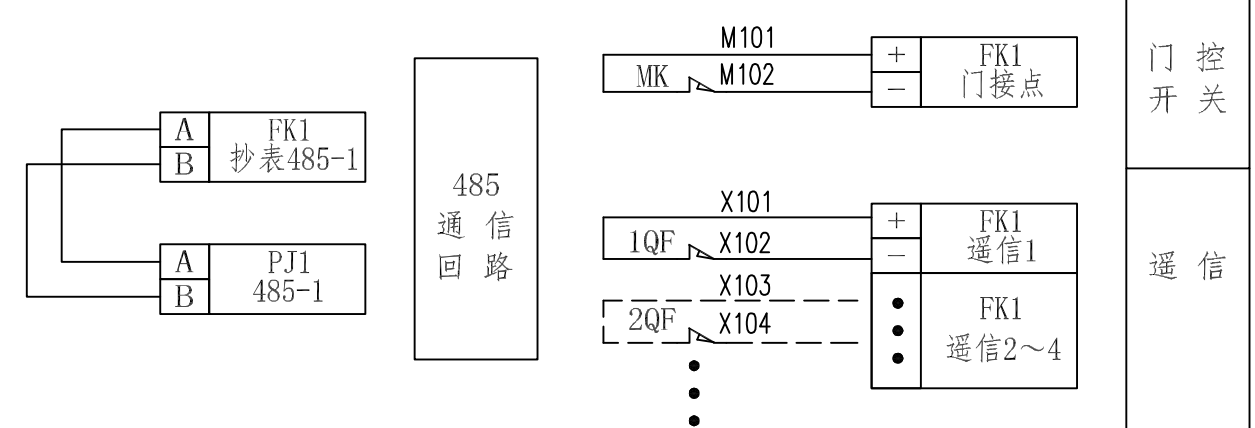 A
B
FK1
抄表485-1
A
B
PJ1
485-1
485
通 信
回 路
M101
MK
M102
+
−
FK1
门接点
门 控
开 关
X101
1QF
X102
+
−
FK1
遥信1
X103
2QF
X104
FK1
遥信2～4
遥 信